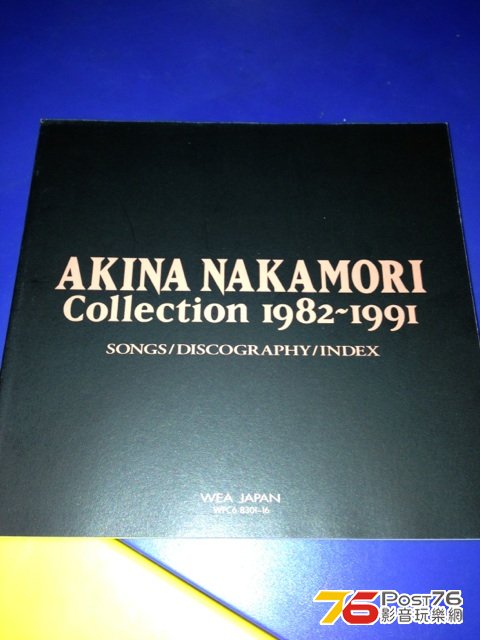 AKINA NAKAMORI
Collection 1982~1991
SONGS/DISCOGRAPHY/INDEX
WEA JAPAN
WPC6-8301~16
76 Post76
影音玩樂網